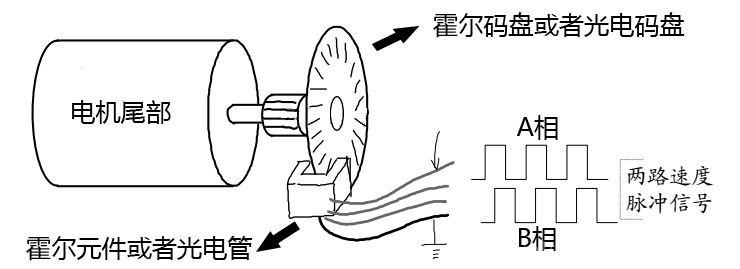 霍尔码盘或者光电码盘
电机尾部
A相
两路速度
脉冲信号
B相
霍尔元件或者光电管